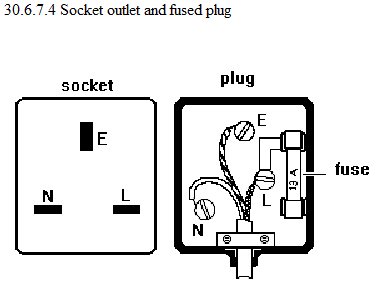 30.6.7.4 Socket outlet and fused plug
socket
plug
E
N
L
E
L
N
13 A
fuse